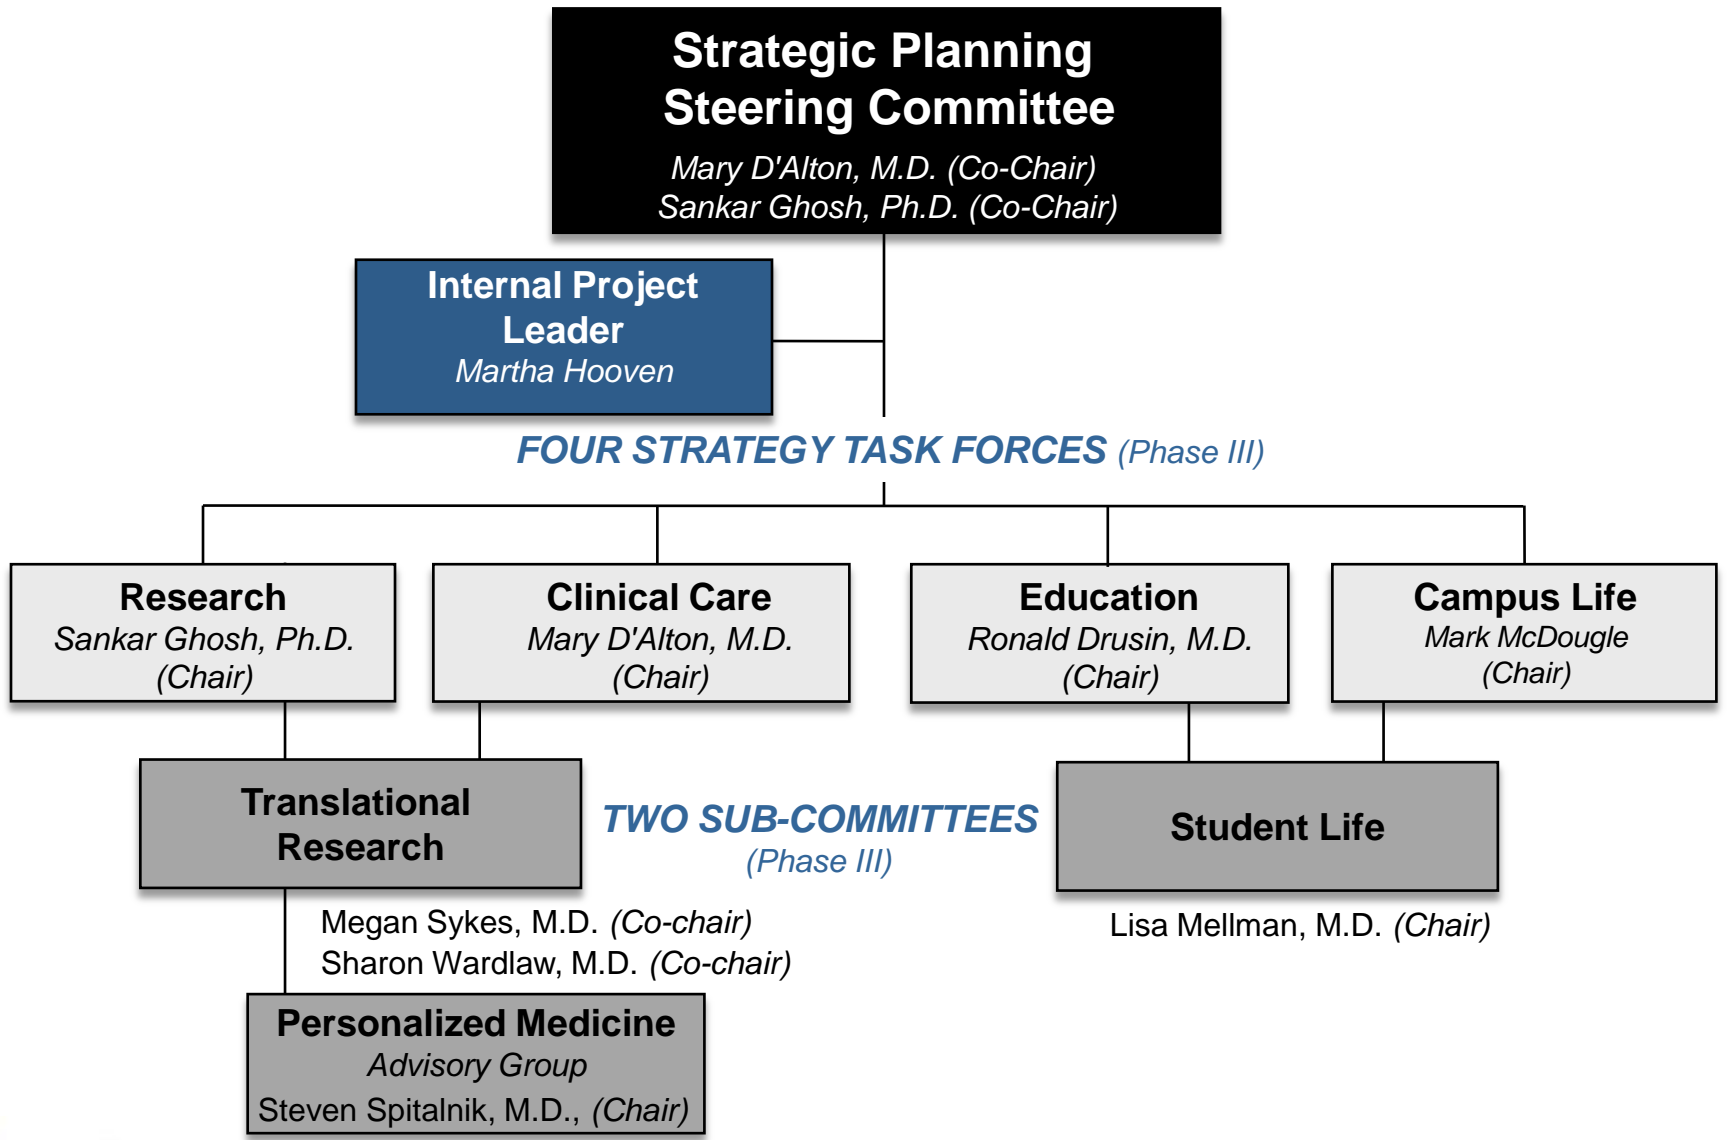 Strategic Planning
Steering Committee
Mary D'Alton, M.D. (Co-Chair)
Sankar Ghosh, Ph.D. (Co-Chair)
Internal Project
Leader
Martha Hooven
FOUR STRATEGY TASK FORCES (Phase III)
Research
Sankar Ghosh, Ph.D.
(Chair)
Clinical Care
Mary D'Alton, M.D.
(Chair)
Education
Ronald Drusin, M.D.
(Chair)
Campus Life
Mark McDougle
(Chair)
Translational
Research
TWO SUB-COMMITTEES
(Phase III)
Student Life
Megan Sykes, M.D. (Co-chair)
Sharon Wardlaw, M.D. (Co-chair)
Lisa Mellman, M.D. (Chair)
Personalized Medicine
Advisory Group
Steven Spitalnik, M.D., (Chair)